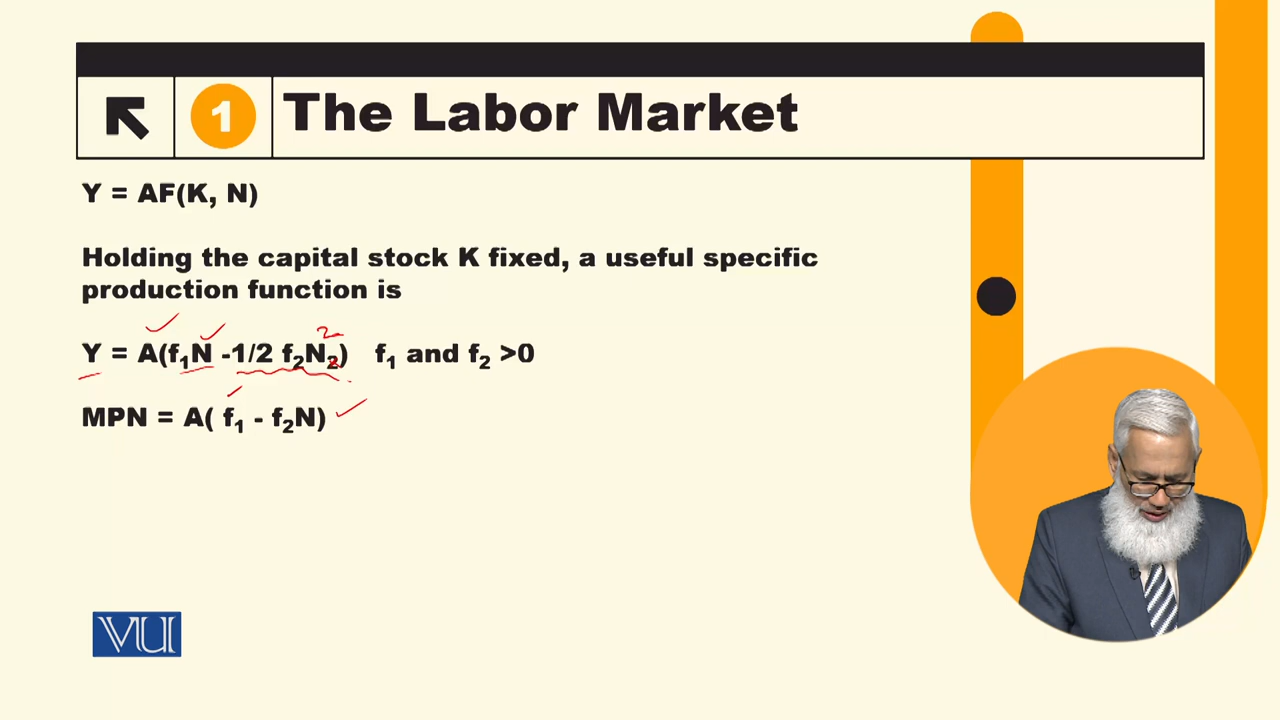 1 The Labor Market
Y = AF(K, N)
Holding the capital stock K fixed, a useful specific
production function is
2
Y = A(f₁N -1/2 f₂N₂) f₁ and f₂ >0
MPN = A( f₁ - f₂N)
VU